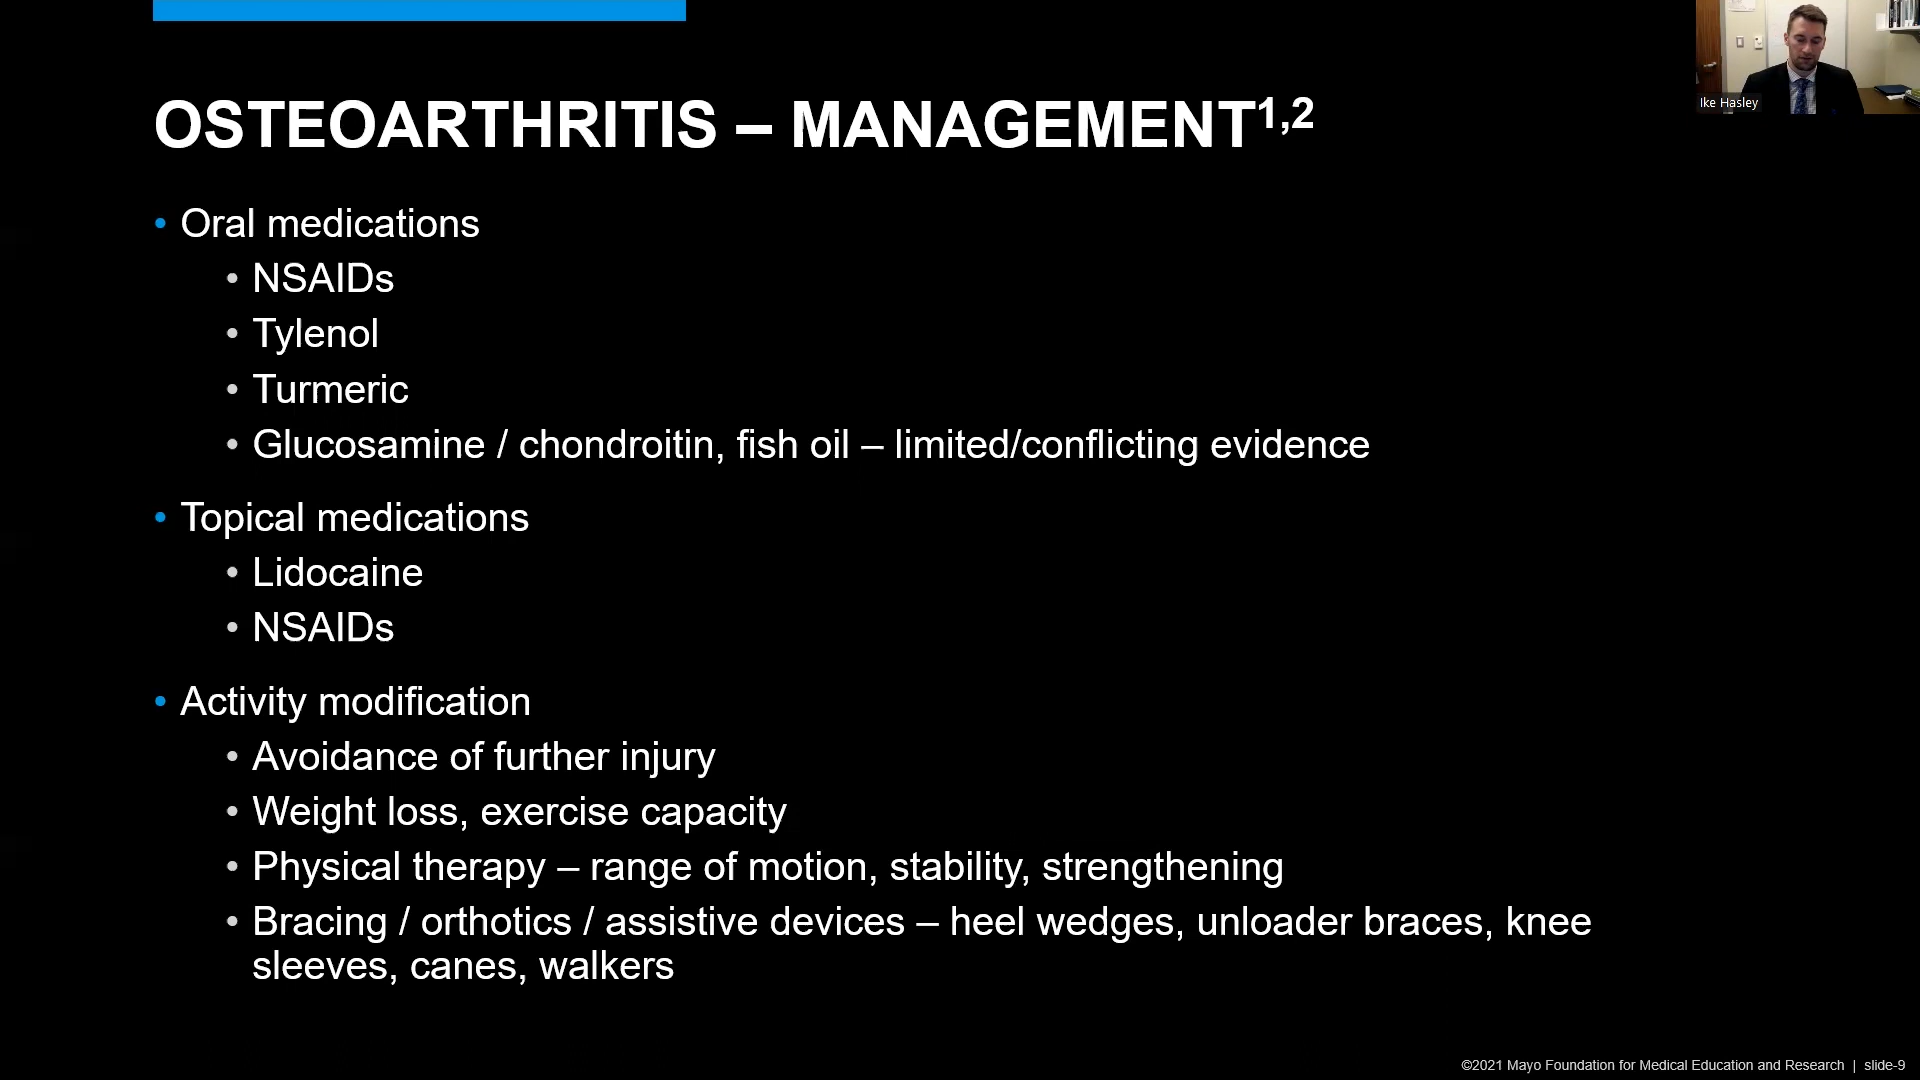 OSTEOARTHRITIS – MANAGEMENT1,2
Ike Hasley
• Oral medications
• NSAIDs
• Tylenol
• Turmeric
• Glucosamine / chondroitin, fish oil – limited/conflicting evidence
• Topical medications
• Lidocaine
• NSAIDs
• Activity modification
• Avoidance of further injury
• Weight loss, exercise capacity
• Physical therapy – range of motion, stability, strengthening
• Bracing / orthotics / assistive devices – heel wedges, unloader braces, knee
sleeves, canes, walkers
©2021 Mayo Foundation for Medical Education and Research | slide-9